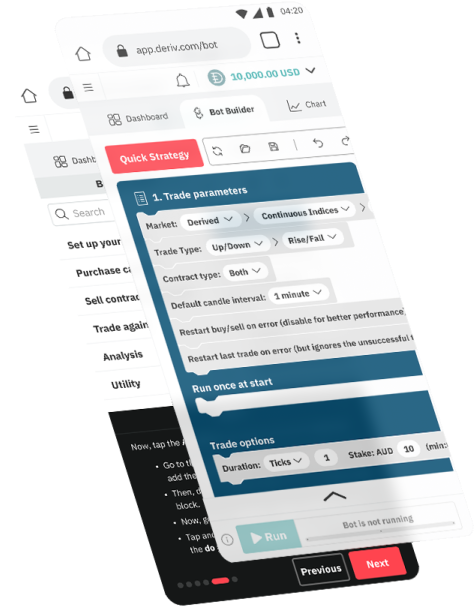 04:20
app.deriv.com/bot
10,000.00 USD
Dashboard
Bot Builder
Chart
Quick Strategy
1. Trade parameters
Market: Derived > Continuous Indices >
Trade Type: Up/Down > Rise/Fall
Contract type: Both
Default candle interval: 1 minute
Restart buy/sell on error (disable for better performance)
Restart last trade on error (but ignores the unsuccessful t
Run once at start
Trade options
Duration: Ticks 1 Stake: AUD 10 (min:
Run
Bot is not running
Dashb
B
Search
Set up your
Purchase
Sell contrac
Trade again
Analysis
Utility
Now, tap the
• Go to t
add the
• Then, d
block.
• Now, g
• Tap an
the do
Previous
Next